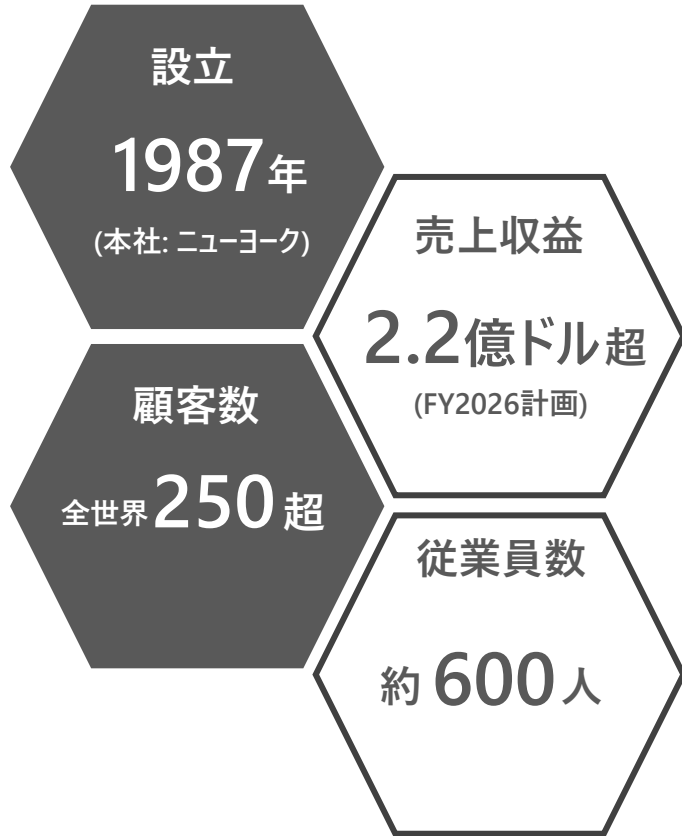 設立
1987年
(本社: ニューヨーク)
売上収益
2.2億ドル超
(FY2026計画)
顧客数
全世界250超
従業員数
約600人